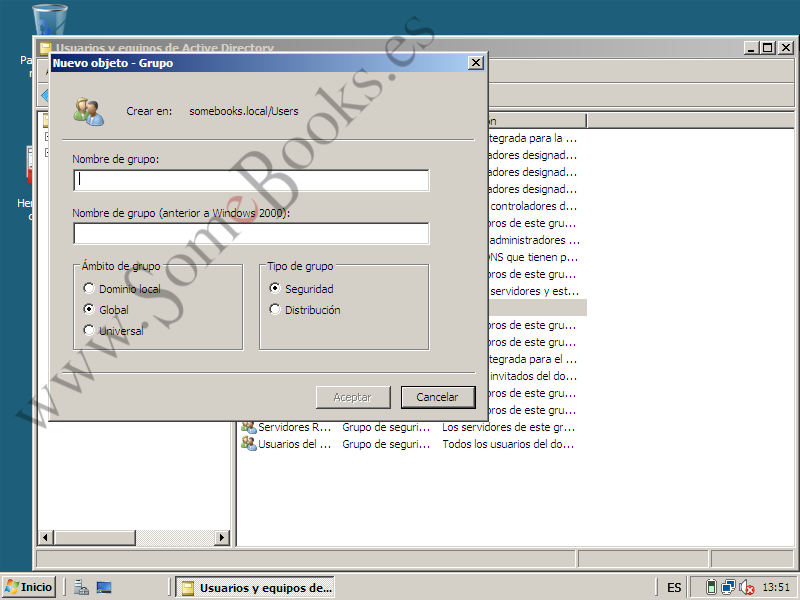 Usuarios y equipos de Active Directory
Nuevo objeto - Grupo
Crear en: somebooks.local/Users
Nombre de grupo:
Nombre de grupo (anterior a Windows 2000):
Ámbito de grupo
Dominio local
Global
Universal
Tipo de grupo
Seguridad
Distribución
Aceptar
Cancelar
tegrada para la ...
adores designad...
adores designad...
adores designad...
controladores d...
ros de este gru...
administradores ...
NS que tienen p...
ros de este gru...
servidores y est...
ros de este gru...
ros de este gru...
tegrada para el ...
invitados del do...
ros de este gru...
ros de este gru...
Servidores R... Grupo de seguri... Los servidores de este gr...
Usuarios del ... Grupo de seguri... Todos los usuarios del do...
www.SomeBooks.es
Inicio
Usuarios y equipos de...
ES
13:51